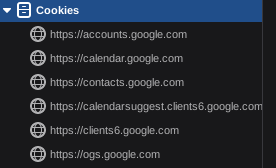 Cookies
https://accounts.google.com
https://calendar.google.com
https://contacts.google.com
https://calendarsuggest.clients6.google.com
https://clients6.google.com
https://ogs.google.com